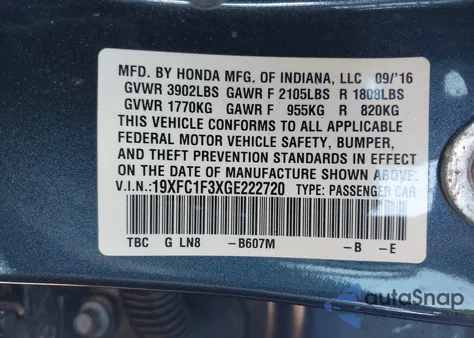 MFD. BY HONDA MFG. OF INDIANA, LLC 09/'16
GVWR 3902LBS GAWR F 2105LBS R 1808LBS
GVWR 1770KG GAWR F 955KG R 820KG
THIS VEHICLE CONFORMS TO ALL APPLICABLE
FEDERAL MOTOR VEHICLE SAFETY, BUMPER,
AND THEFT PREVENTION STANDARDS IN EFFECT
ON THE DATE OF MANUFACTURE SHOWN ABOVE.
V.I.N.:19XFC1F3XGE222720 TYPE: PASSENGER CAR
TBC G LN8 -B607M -B -E
autoSnap